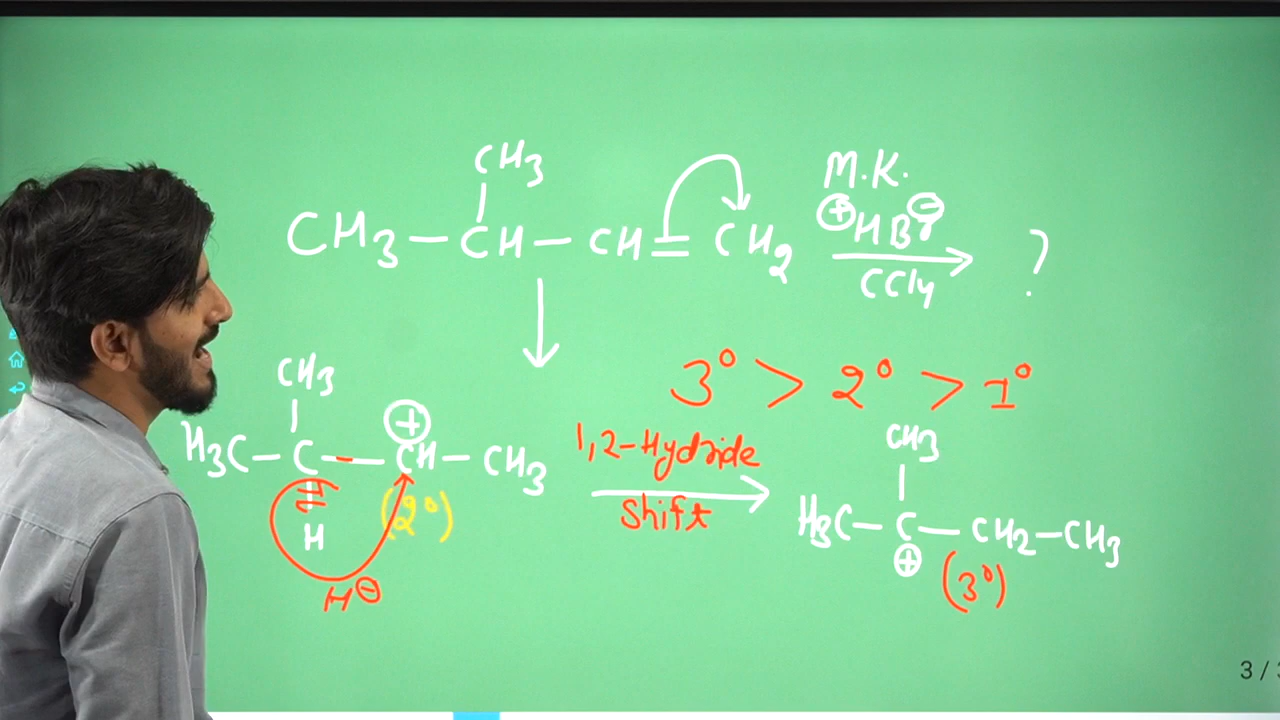 CH3
CH3—CH—CH=CH2
M.K.
⊕HBr⊖
CCl4
?
3° > 2° > 1°
CH3
H3C—C—CH—CH3
⊕
(2°)
H
H⊖
1,2-Hydride
Shift
CH3
H3C—C—CH2—CH3
⊕
(3°)
3 / 3